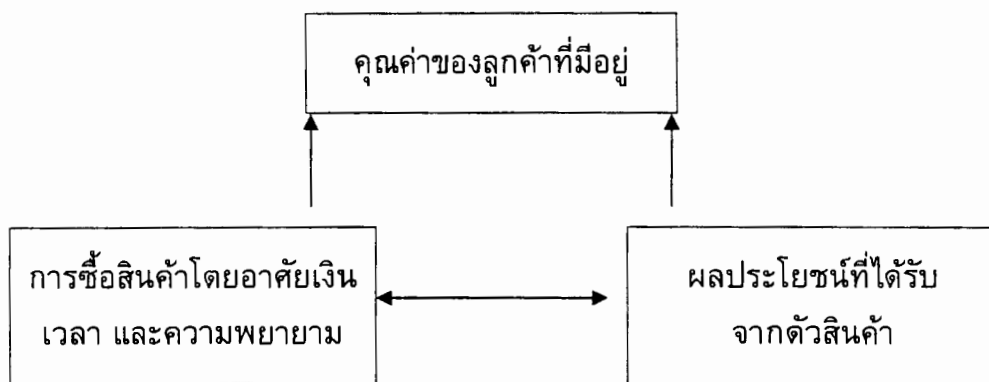 คุณค่าของลูกค้าที่มีอยู่
การซื้อสินค้าโดยอาศัยเงิน
เวลา และความพยายาม
ผลประโยชน์ที่ได้รับ
จากตัวสินค้า